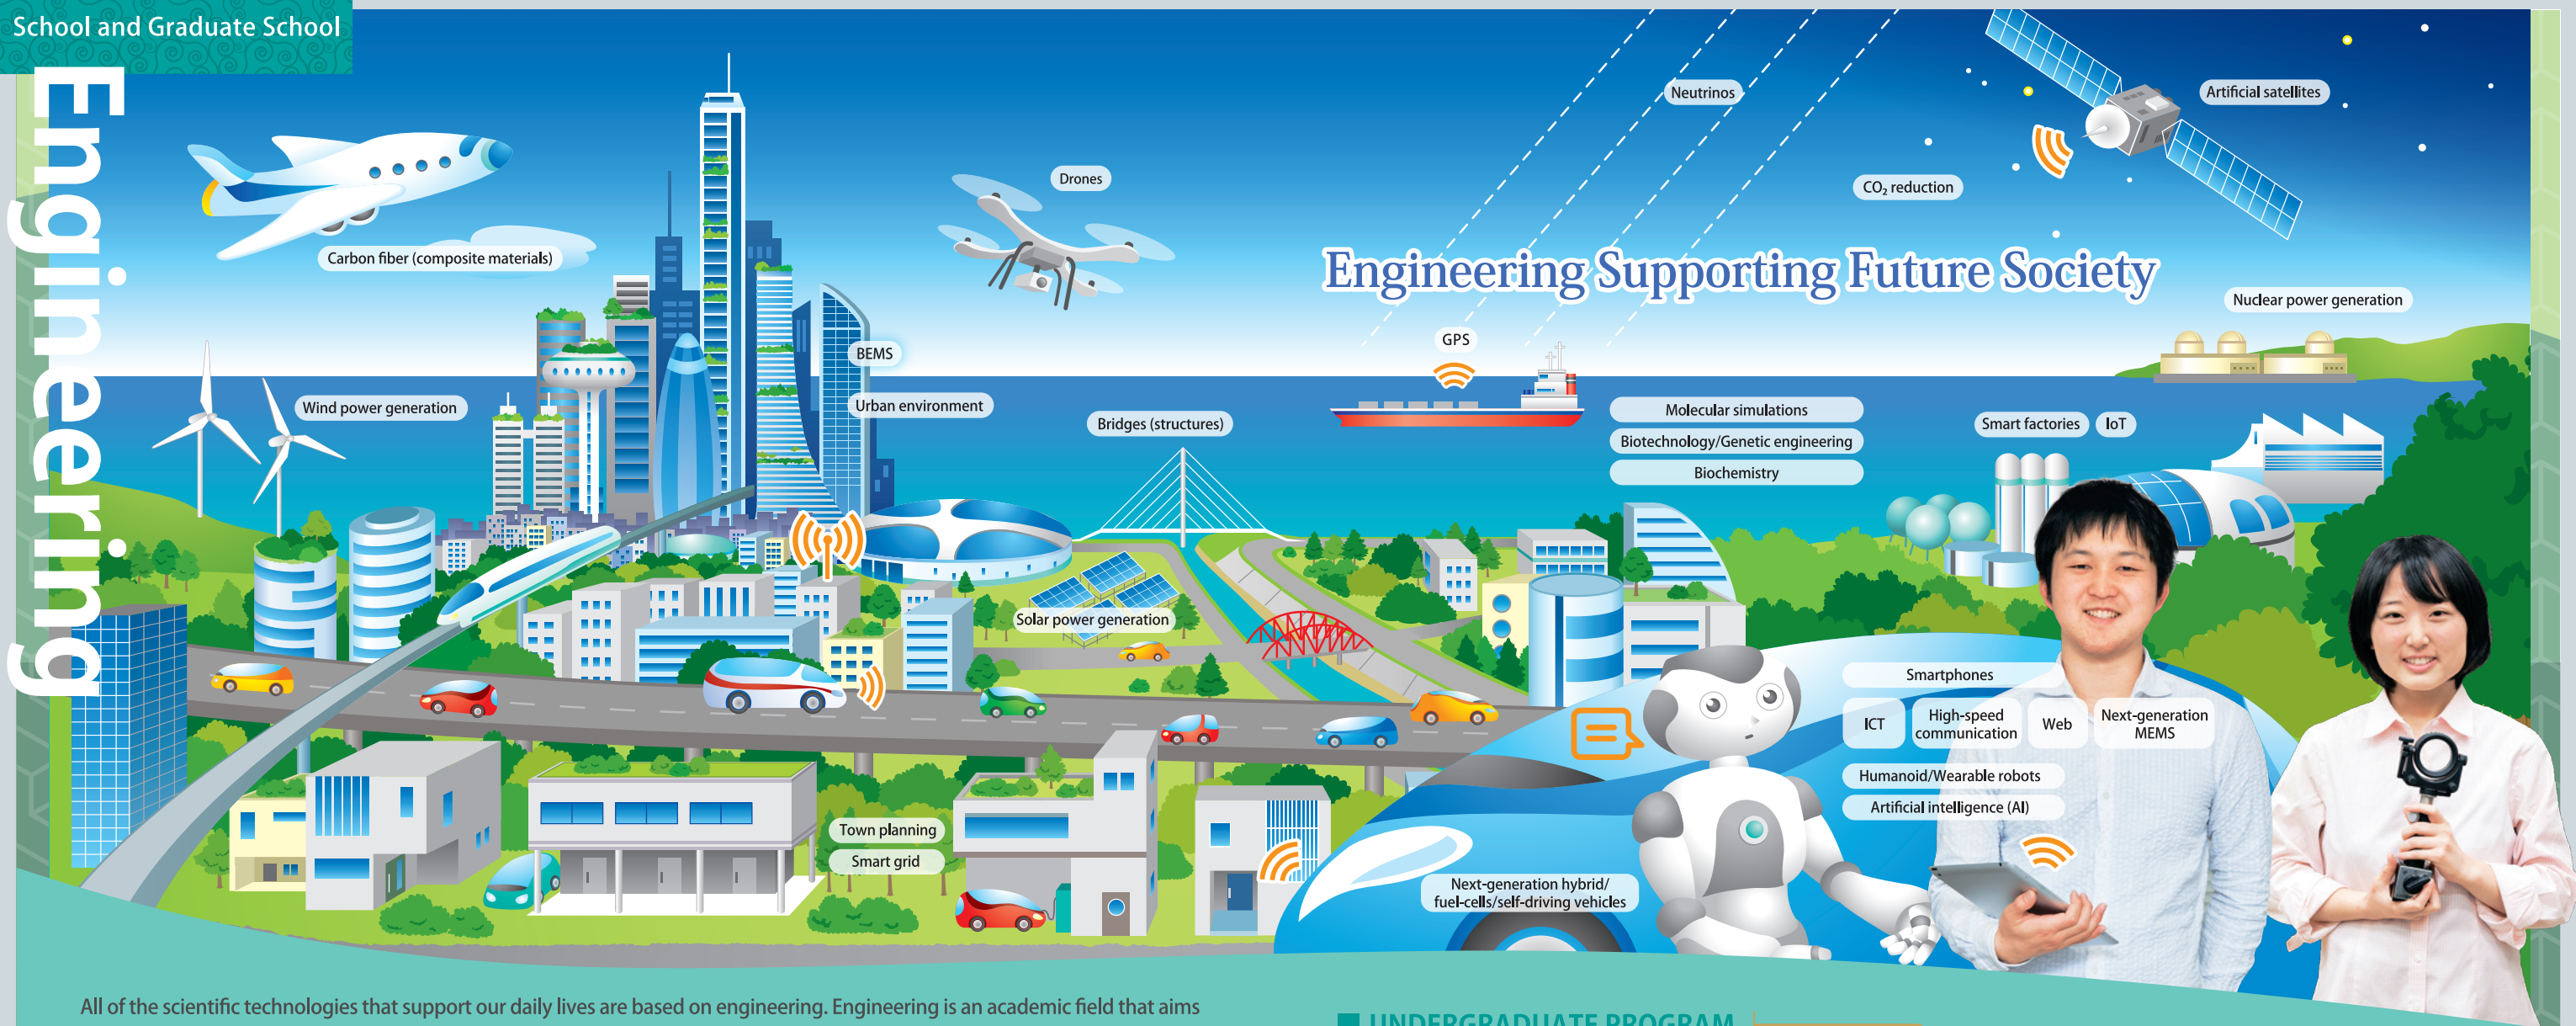 School and Graduate School
Engineering
Neutrinos
Artificial satellites
Drones
CO₂ reduction
Carbon fiber (composite materials)
Engineering Supporting Future Society
Nuclear power generation
GPS
BEMS
Wind power generation
Urban environment
Bridges (structures)
Molecular simulations
Biotechnology/Genetic engineering
Biochemistry
Smart factories
IoT
Solar power generation
Smartphones
ICT
High-speed
communication
Web
Next-generation
MEMS
Humanoid/Wearable robots
Artificial intelligence (AI)
Town planning
Smart grid
Next-generation hybrid/
fuel-cells/self-driving vehicles
All of the scientific technologies that support our daily lives are based on engineering. Engineering is an academic field that aims
UNDERGRADUATE PROGRAM